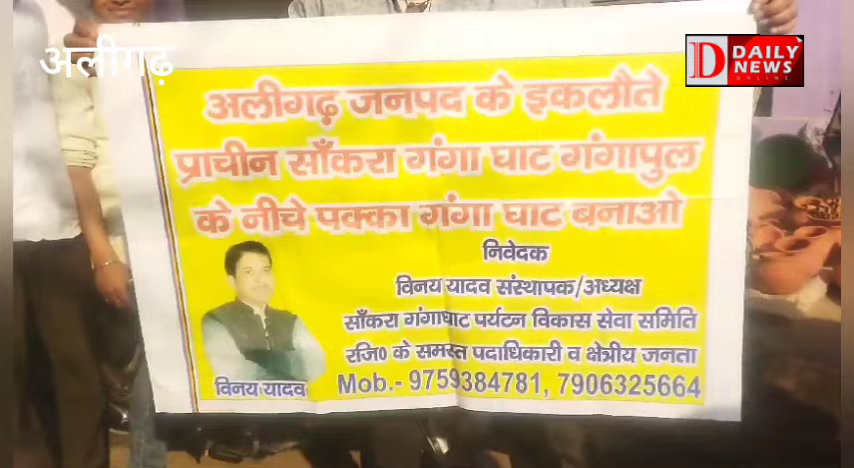 अलीगढ़
D DAILY
NEWS
ONLINE
अलीगढ़ जनपद के इकलौते
प्राचीन साँकरा गंगा घाट गंगापुल
के नीचे पक्का गंगा घाट बनाओ
निवेदक
विनय यादव संस्थापक/अध्यक्ष
साँकरा गंगाघाट पर्यटन विकास सेवा समिति
रजि० के समस्त पदाधिकारी व क्षेत्रीय जनता
विनय यादव
Mob.- 9759384781, 7906325664